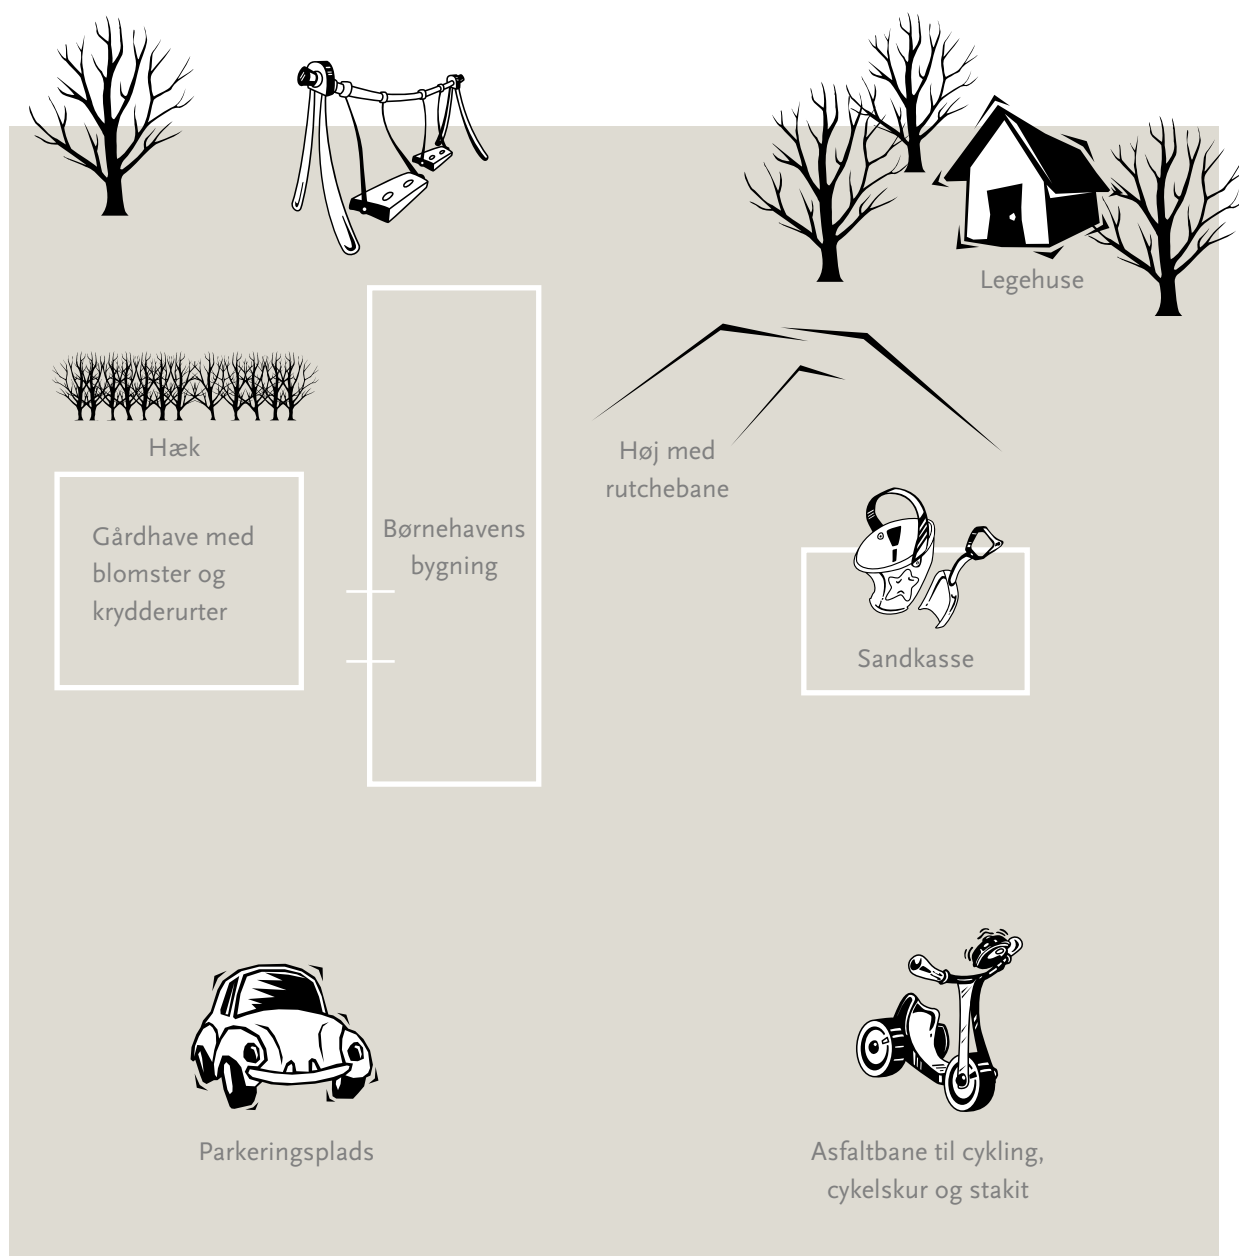 Legehuse
Hæk
Høj med
rutchebane
Gårdhave med
blomster og
krydderurter
Børnehavens
bygning
Sandkasse
Parkeringsplads
Asfaltbane til cykling,
cykelskur og stakit